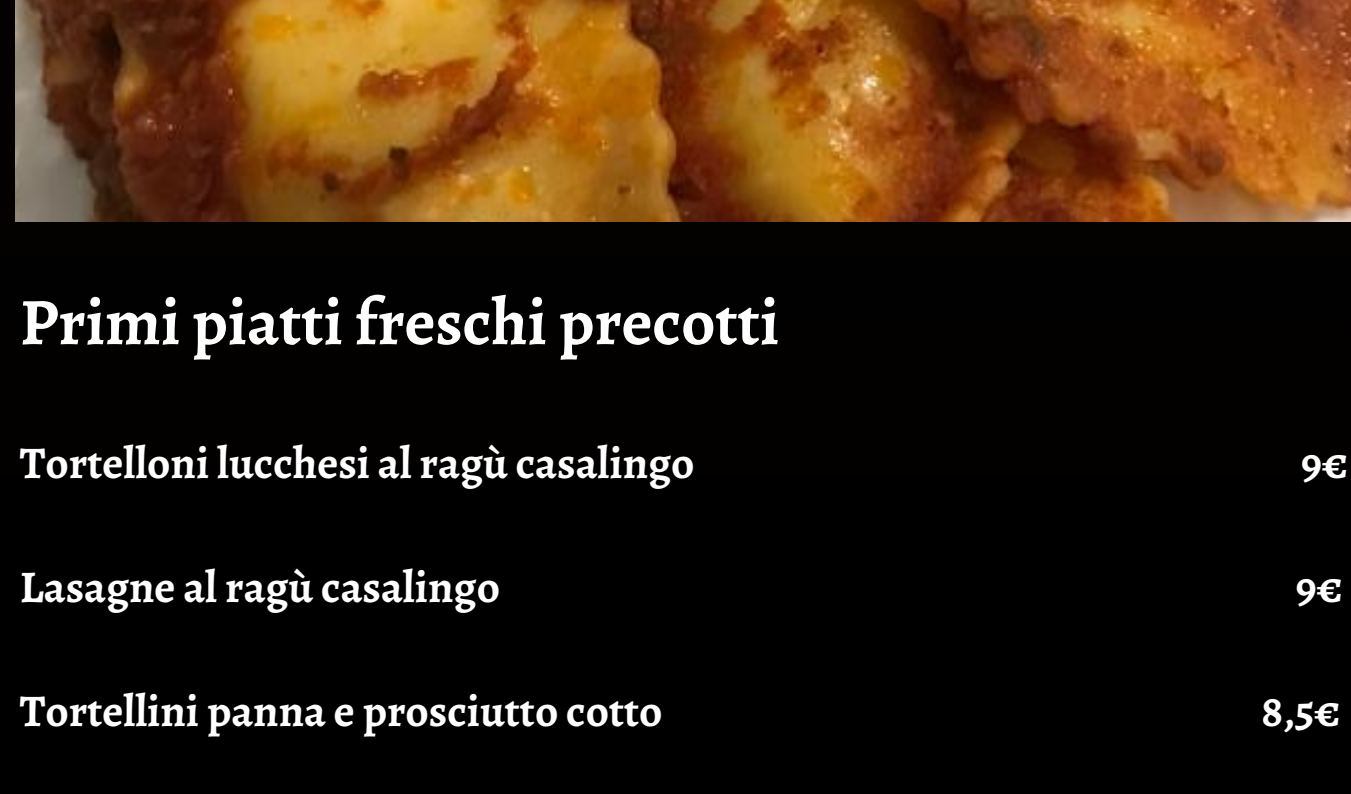 Primi piatti freschi precotti
Tortelloni lucchesi al ragù casalingo 9€
Lasagne al ragù casalingo 9€
Tortellini panna e prosciutto cotto 8,5€